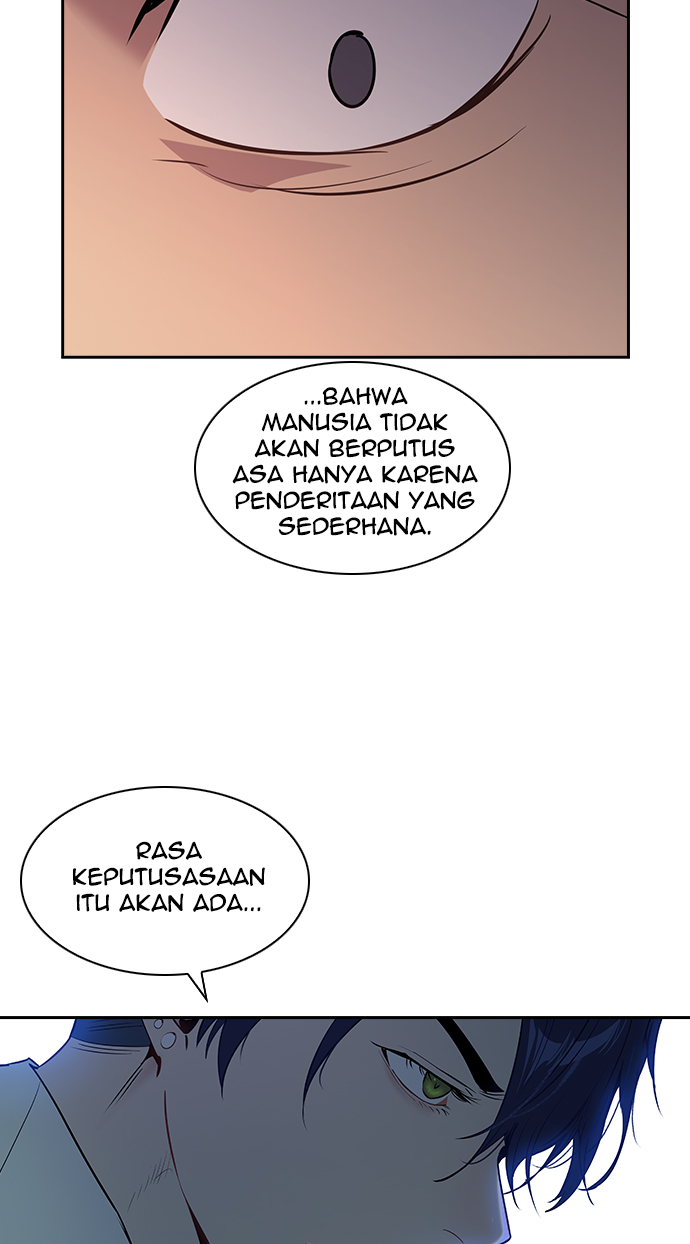 ...BAHWA
MANUSIA TIDAK
AKAN BERPUTUS
ASA HANYA KARENA
PENDERITAAN YANG
SEDERHANA.
RASA
KEPUTUSASAAN
ITU AKAN ADA...